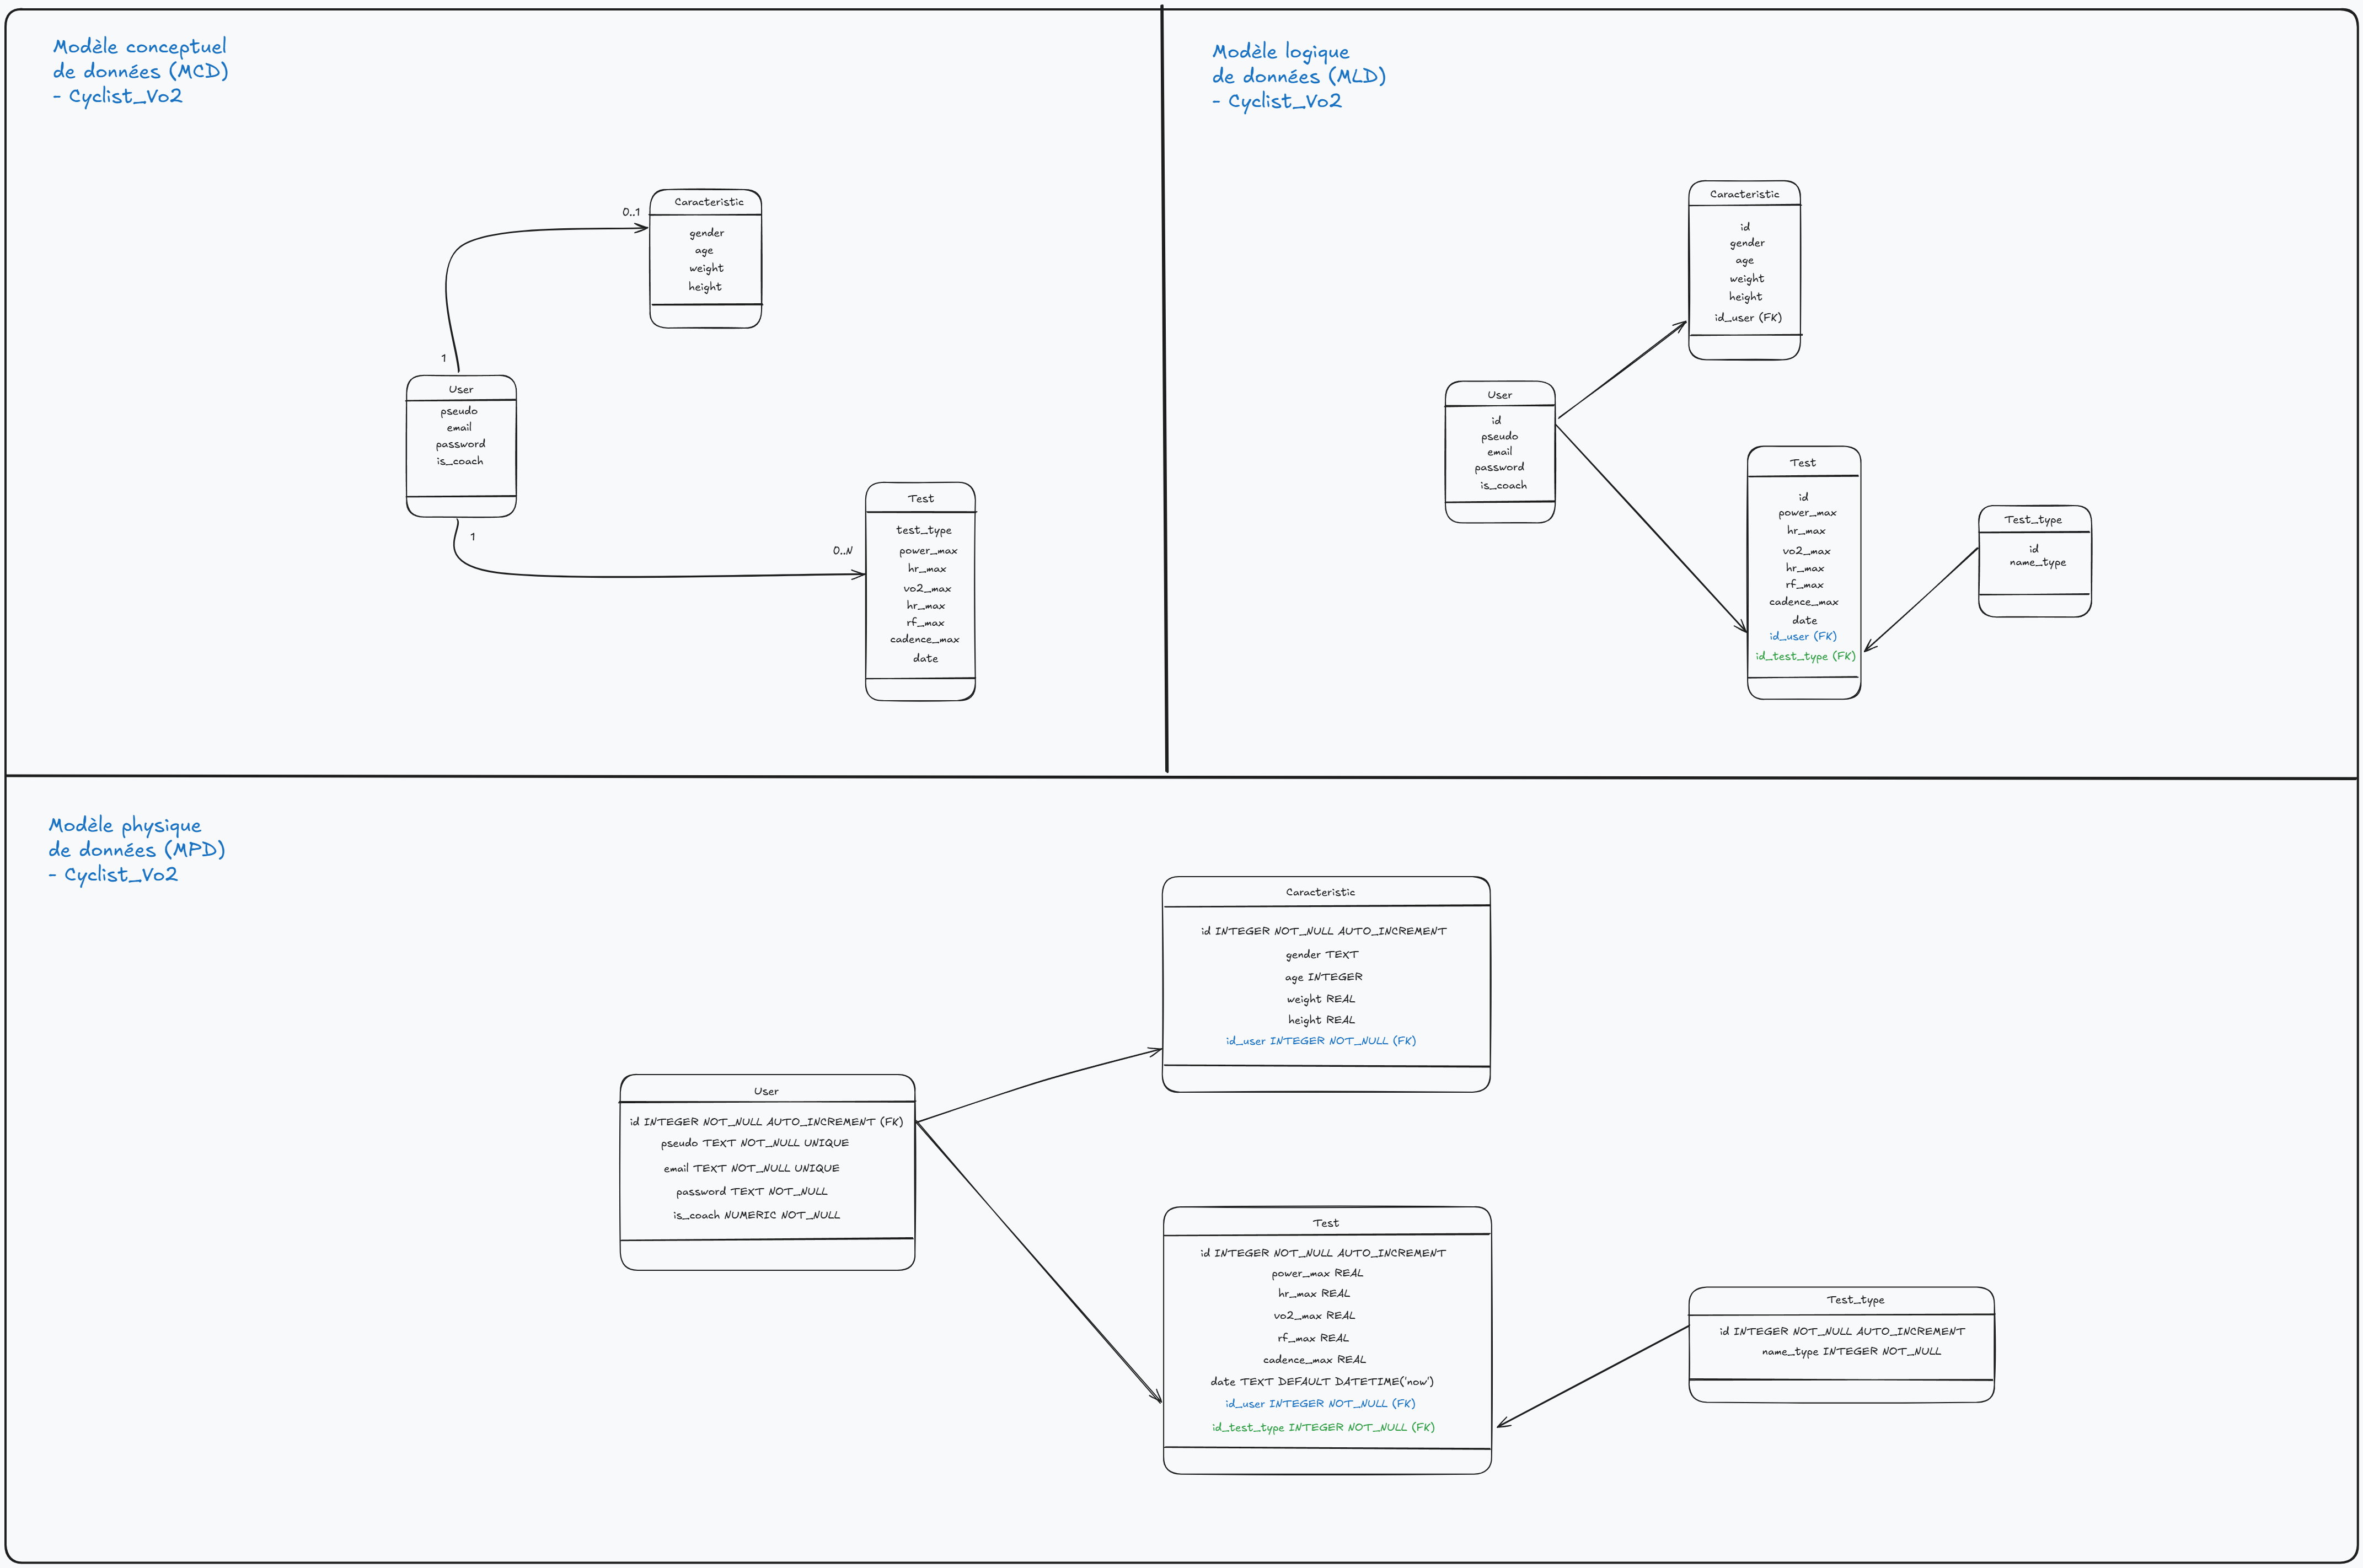 Modèle conceptuel
de données (MCD)
- Cyclist_Vo2
0..1
Caracteristic
gender
age
weight
height
1
User
pseudo
email
password
is_coach
1
0..N
Test
test_type
power_max
hr_max
vo2_max
hr_max
rf_max
cadence_max
date
Modèle logique
de données (MLD)
- Cyclist_Vo2
Caracteristic
id
gender
age
weight
height
id_user (FK)
User
id
pseudo
email
password
is_coach
Test
id
power_max
hr_max
vo2_max
hr_max
rf_max
cadence_max
date
id_user (FK)
id_test_type (FK)
Test_type
id
name_type
Modèle physique
de données (MPD)
- Cyclist_Vo2
Caracteristic
id INTEGER NOT_NULL AUTO_INCREMENT
gender TEXT
age INTEGER
weight REAL
height REAL
id_user INTEGER NOT_NULL (FK)
User
id INTEGER NOT_NULL AUTO_INCREMENT (FK)
pseudo TEXT NOT_NULL UNIQUE
email TEXT NOT_NULL UNIQUE
password TEXT NOT_NULL
is_coach NUMERIC NOT_NULL
Test
id INTEGER NOT_NULL AUTO_INCREMENT
power_max REAL
hr_max REAL
vo2_max REAL
rf_max REAL
cadence_max REAL
date TEXT DEFAULT DATETIME('now')
id_user INTEGER NOT_NULL (FK)
id_test_type INTEGER NOT_NULL (FK)
Test_type
id INTEGER NOT_NULL AUTO_INCREMENT
name_type INTEGER NOT_NULL